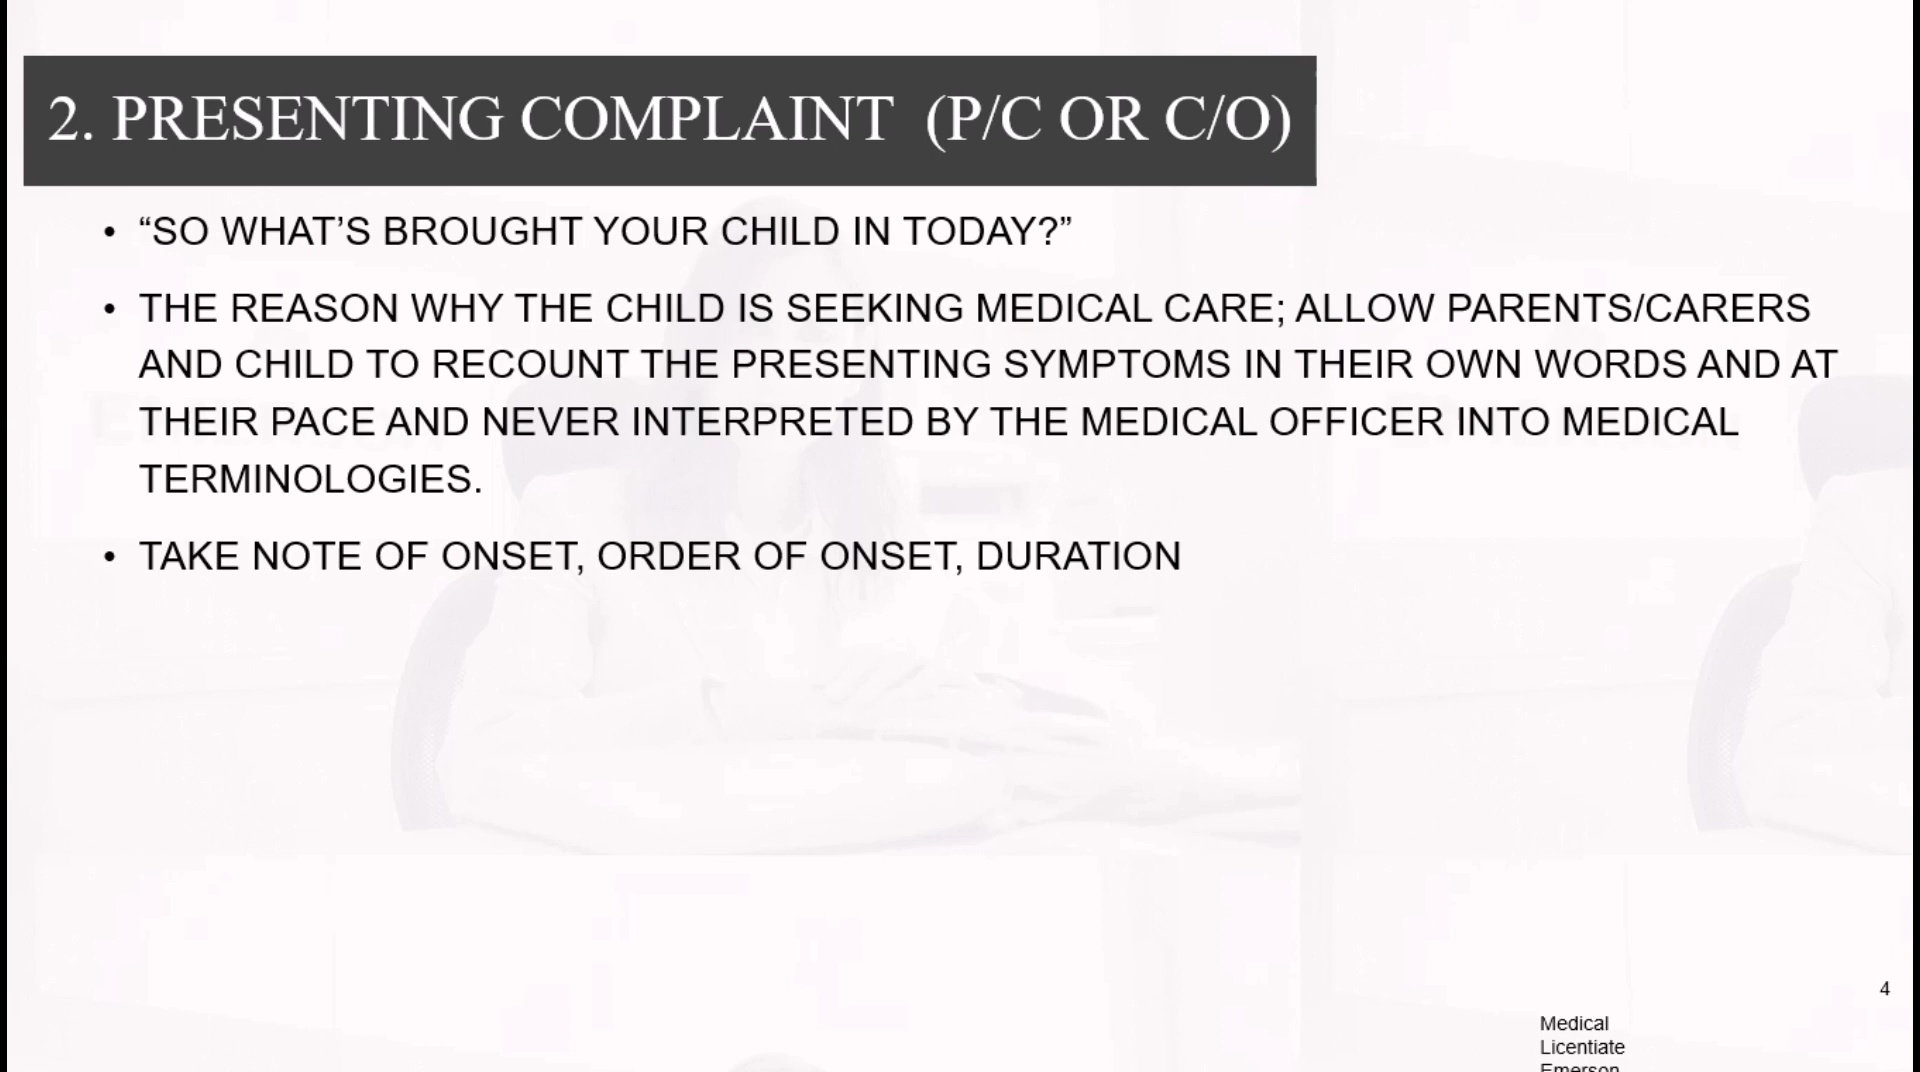 2. PRESENTING COMPLAINT (P/C OR C/O)
• “SO WHAT’S BROUGHT YOUR CHILD IN TODAY?”
• THE REASON WHY THE CHILD IS SEEKING MEDICAL CARE; ALLOW PARENTS/CARERS
AND CHILD TO RECOUNT THE PRESENTING SYMPTOMS IN THEIR OWN WORDS AND AT
THEIR PACE AND NEVER INTERPRETED BY THE MEDICAL OFFICER INTO MEDICAL
TERMINOLOGIES.
• TAKE NOTE OF ONSET, ORDER OF ONSET, DURATION
4
Medical
Licentiate
Emerson